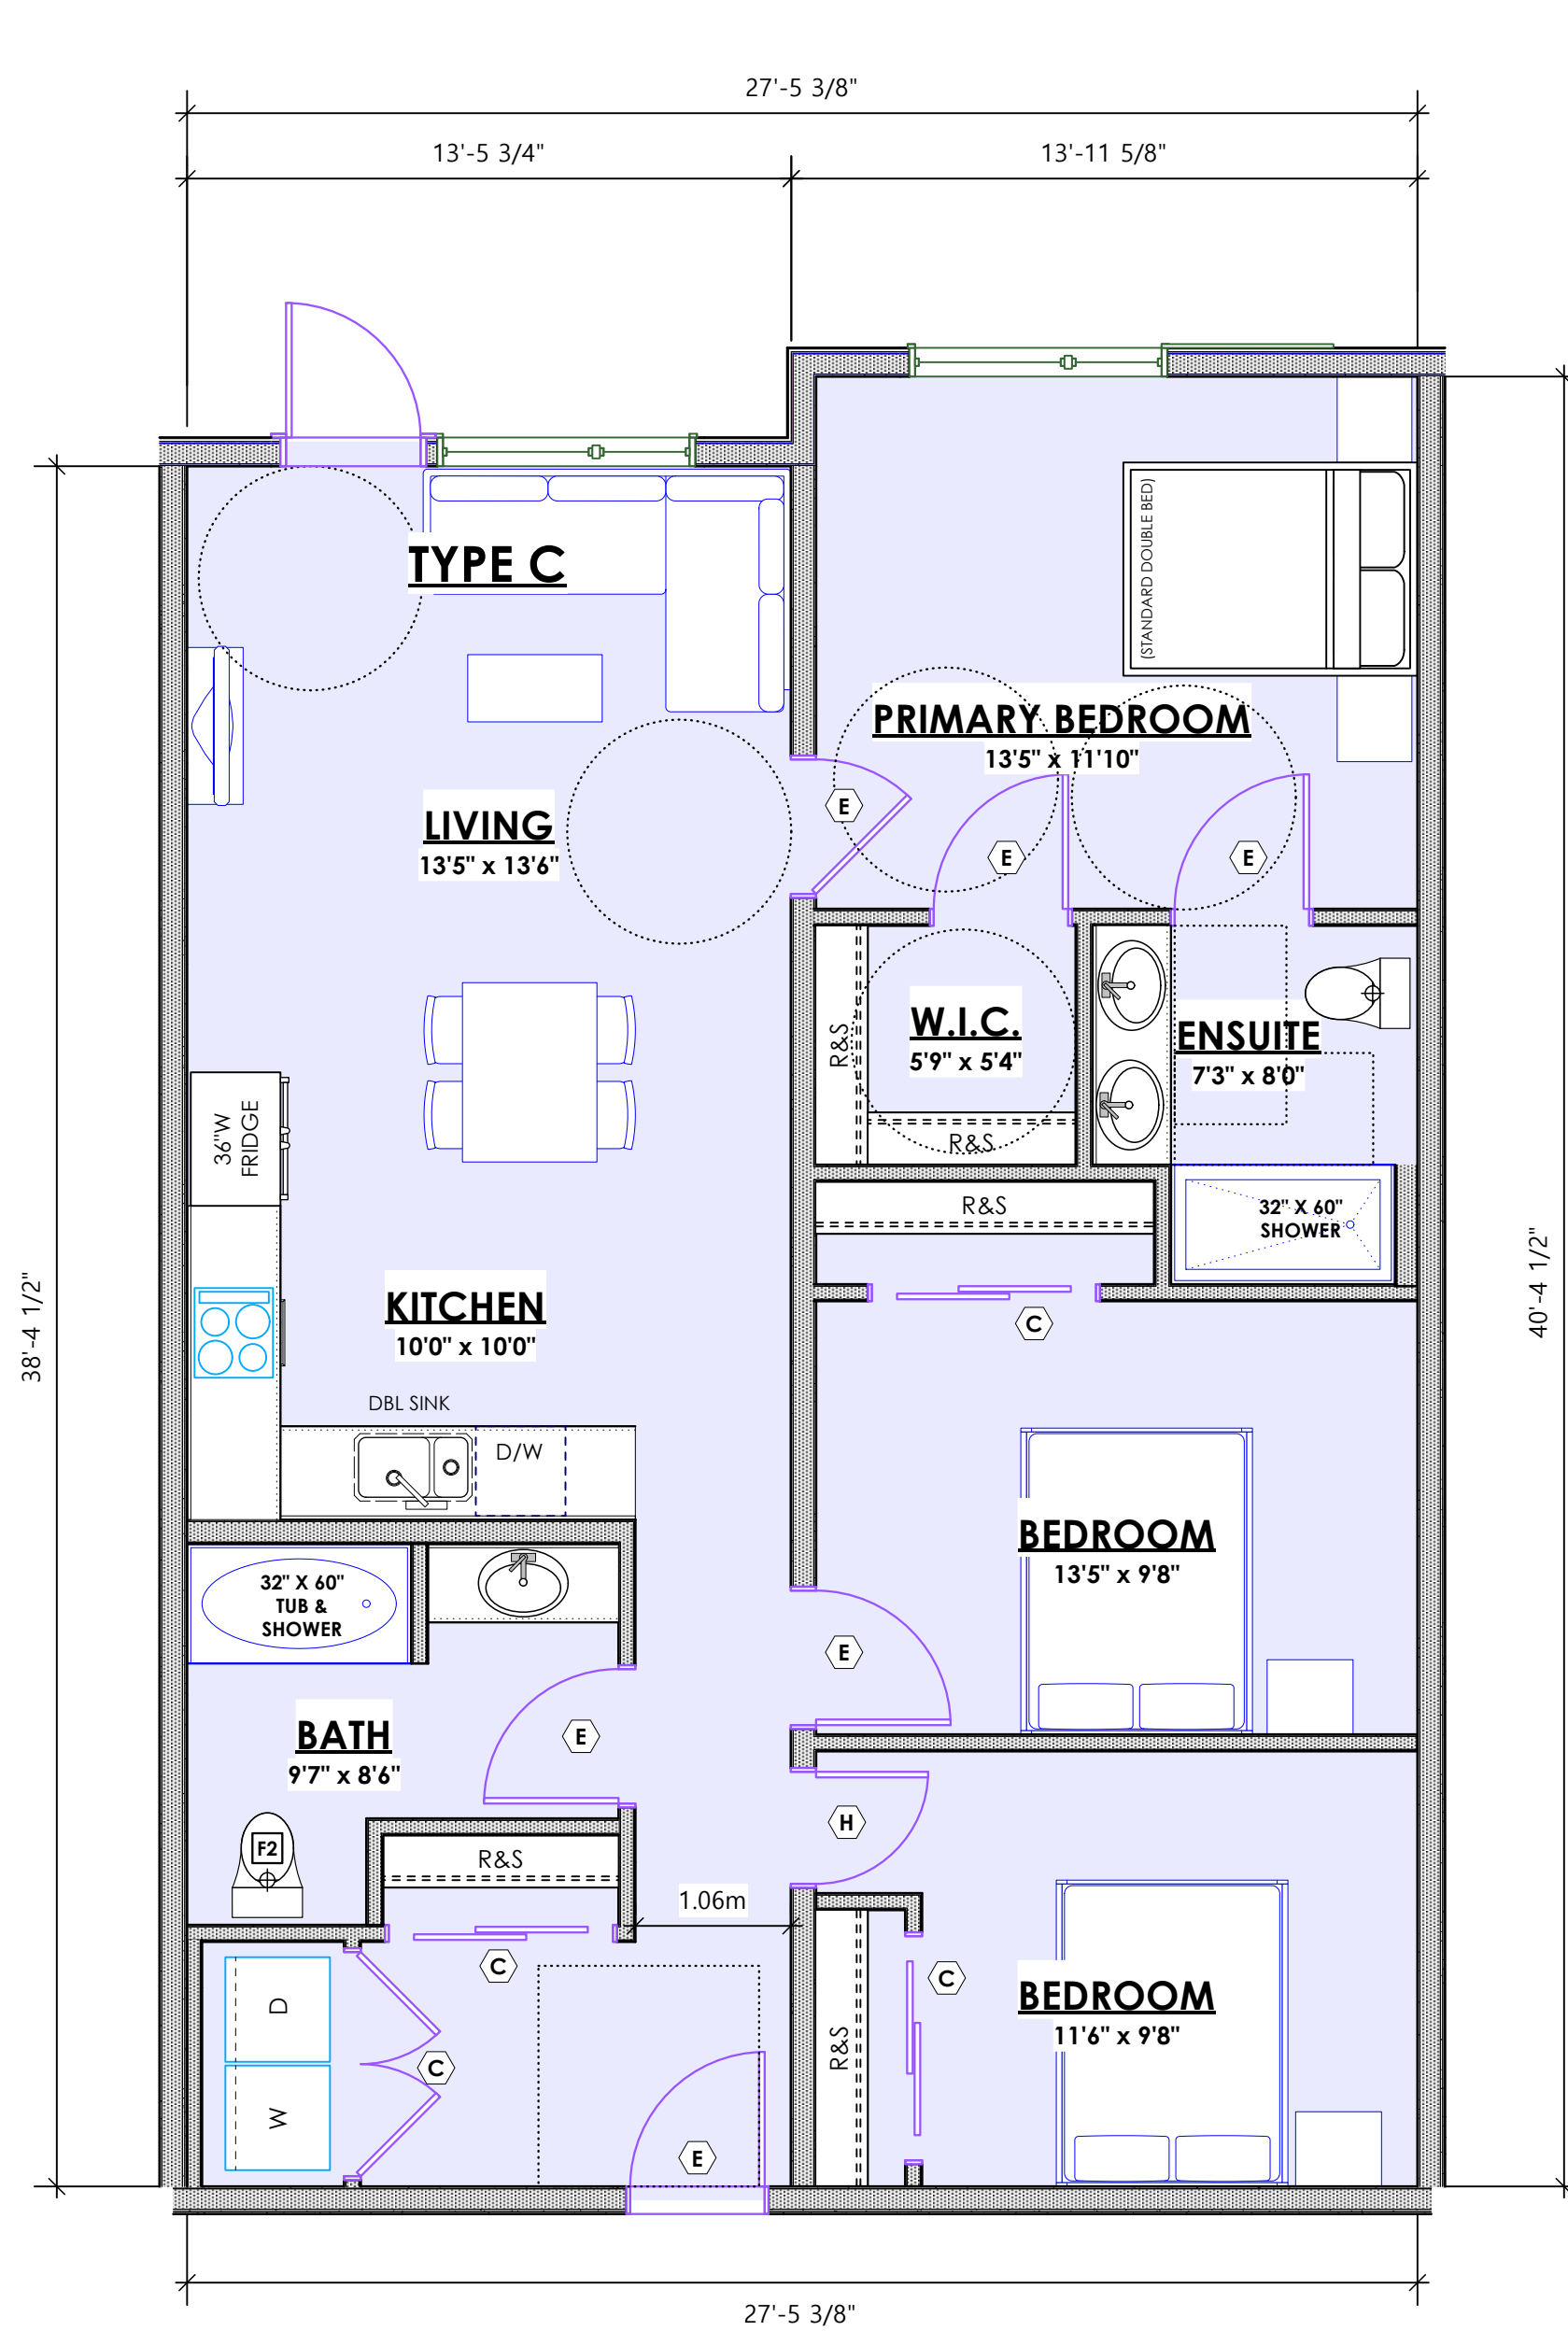 27'-5 3/8"
13'-5 3/4"
13'-11 5/8"
TYPE C
(STANDARD DOUBLE BED)
PRIMARY BEDROOM
13'5" x 11'10"
LIVING
13'5" x 13'6"
E
E
E
W.I.C.
5'9" x 5'4"
R&S
R&S
ENSUITE
7'3" x 8'0"
36"W
FRIDGE
R&S
32" X 60"
SHOWER
KITCHEN
10'0" x 10'0"
C
38'-4 1/2"
40'-4 1/2"
DBL SINK
D/W
BEDROOM
13'5" x 9'8"
32" X 60"
TUB &
SHOWER
E
BATH
9'7" x 8'6"
E
H
F2
R&S
1.06m
C
C
BEDROOM
11'6" x 9'8"
D
R&S
C
W
E
27'-5 3/8"